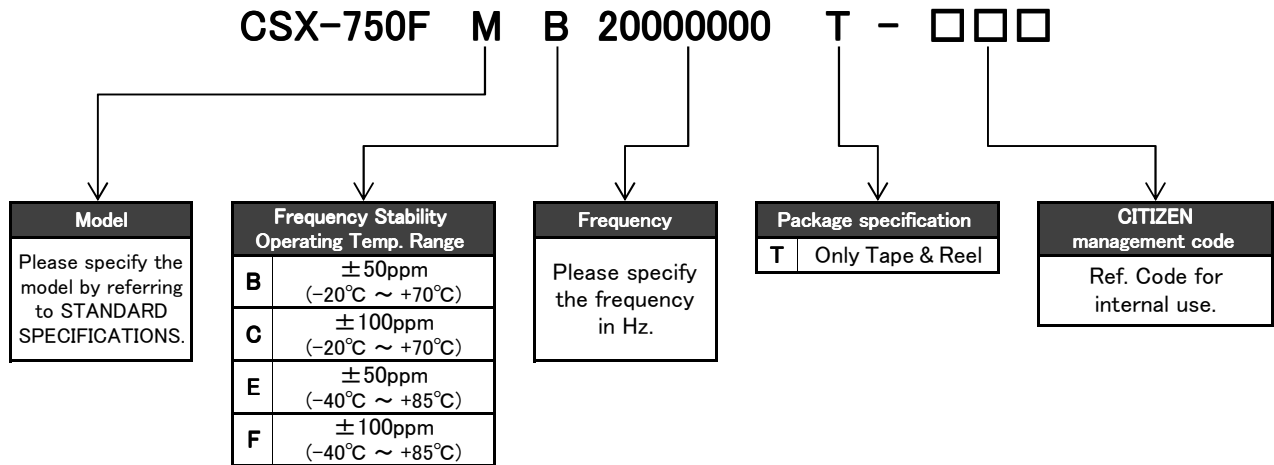 CSX-750F M B 20000000 T - □□□
Model
Please specify the
model by referring
to STANDARD
SPECIFICATIONS.
Frequency Stability
Operating Temp. Range
B ±50ppm
(-20℃ ~ +70℃)
C ±100ppm
(-20℃ ~ +70℃)
E ±50ppm
(-40℃ ~ +85℃)
F ±100ppm
(-40℃ ~ +85℃)
Frequency
Please specify
the frequency
in Hz.
Package specification
T Only Tape & Reel
CITIZEN
management code
Ref. Code for
internal use.